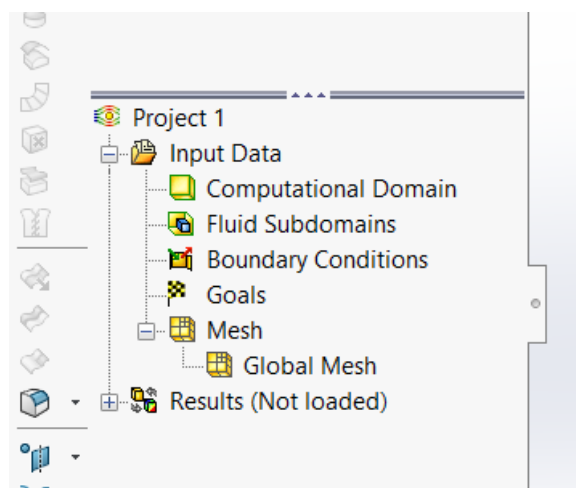 Project 1
Input Data
Computational Domain
Fluid Subdomains
Boundary Conditions
Goals
Mesh
Global Mesh
Results (Not loaded)